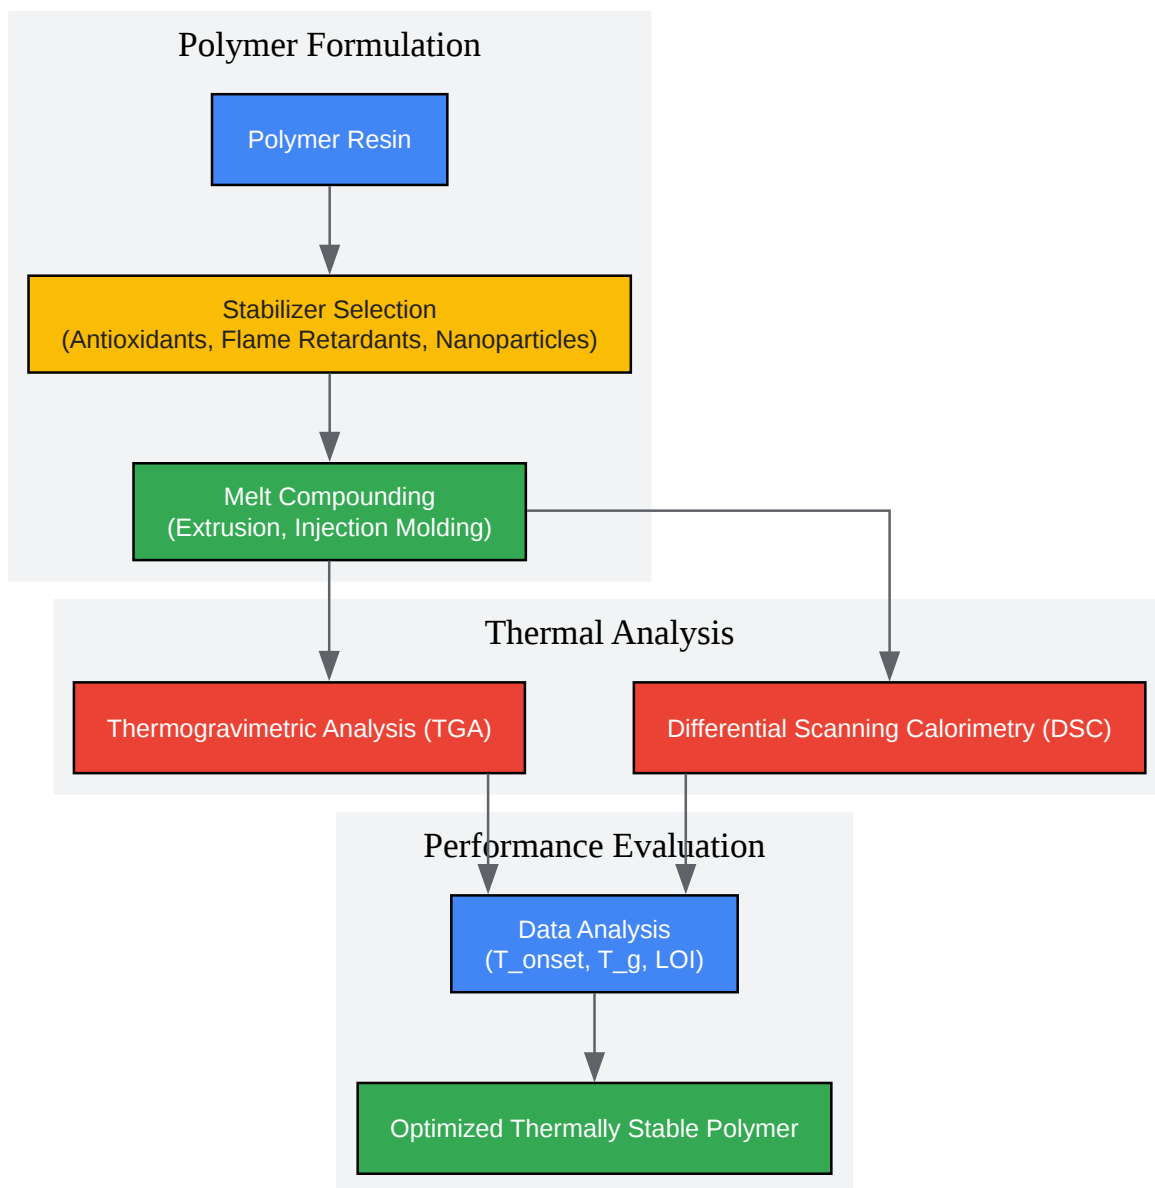 Polymer Formulation
Polymer Resin
Stabilizer Selection
(Antioxidants, Flame Retardants, Nanoparticles)
Melt Compounding
(Extrusion, Injection Molding)
Thermal Analysis
Thermogravimetric Analysis (TGA)
Differential Scanning Calorimetry (DSC)
Performance Evaluation
Data Analysis
(T_onset, T_g, LOI)
Optimized Thermally Stable Polymer